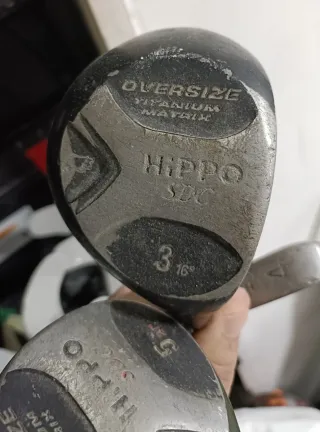 OVERSIZE
TITANIUM
MATRIX
HiPPO
SDC
3 16°
5
HiPPO